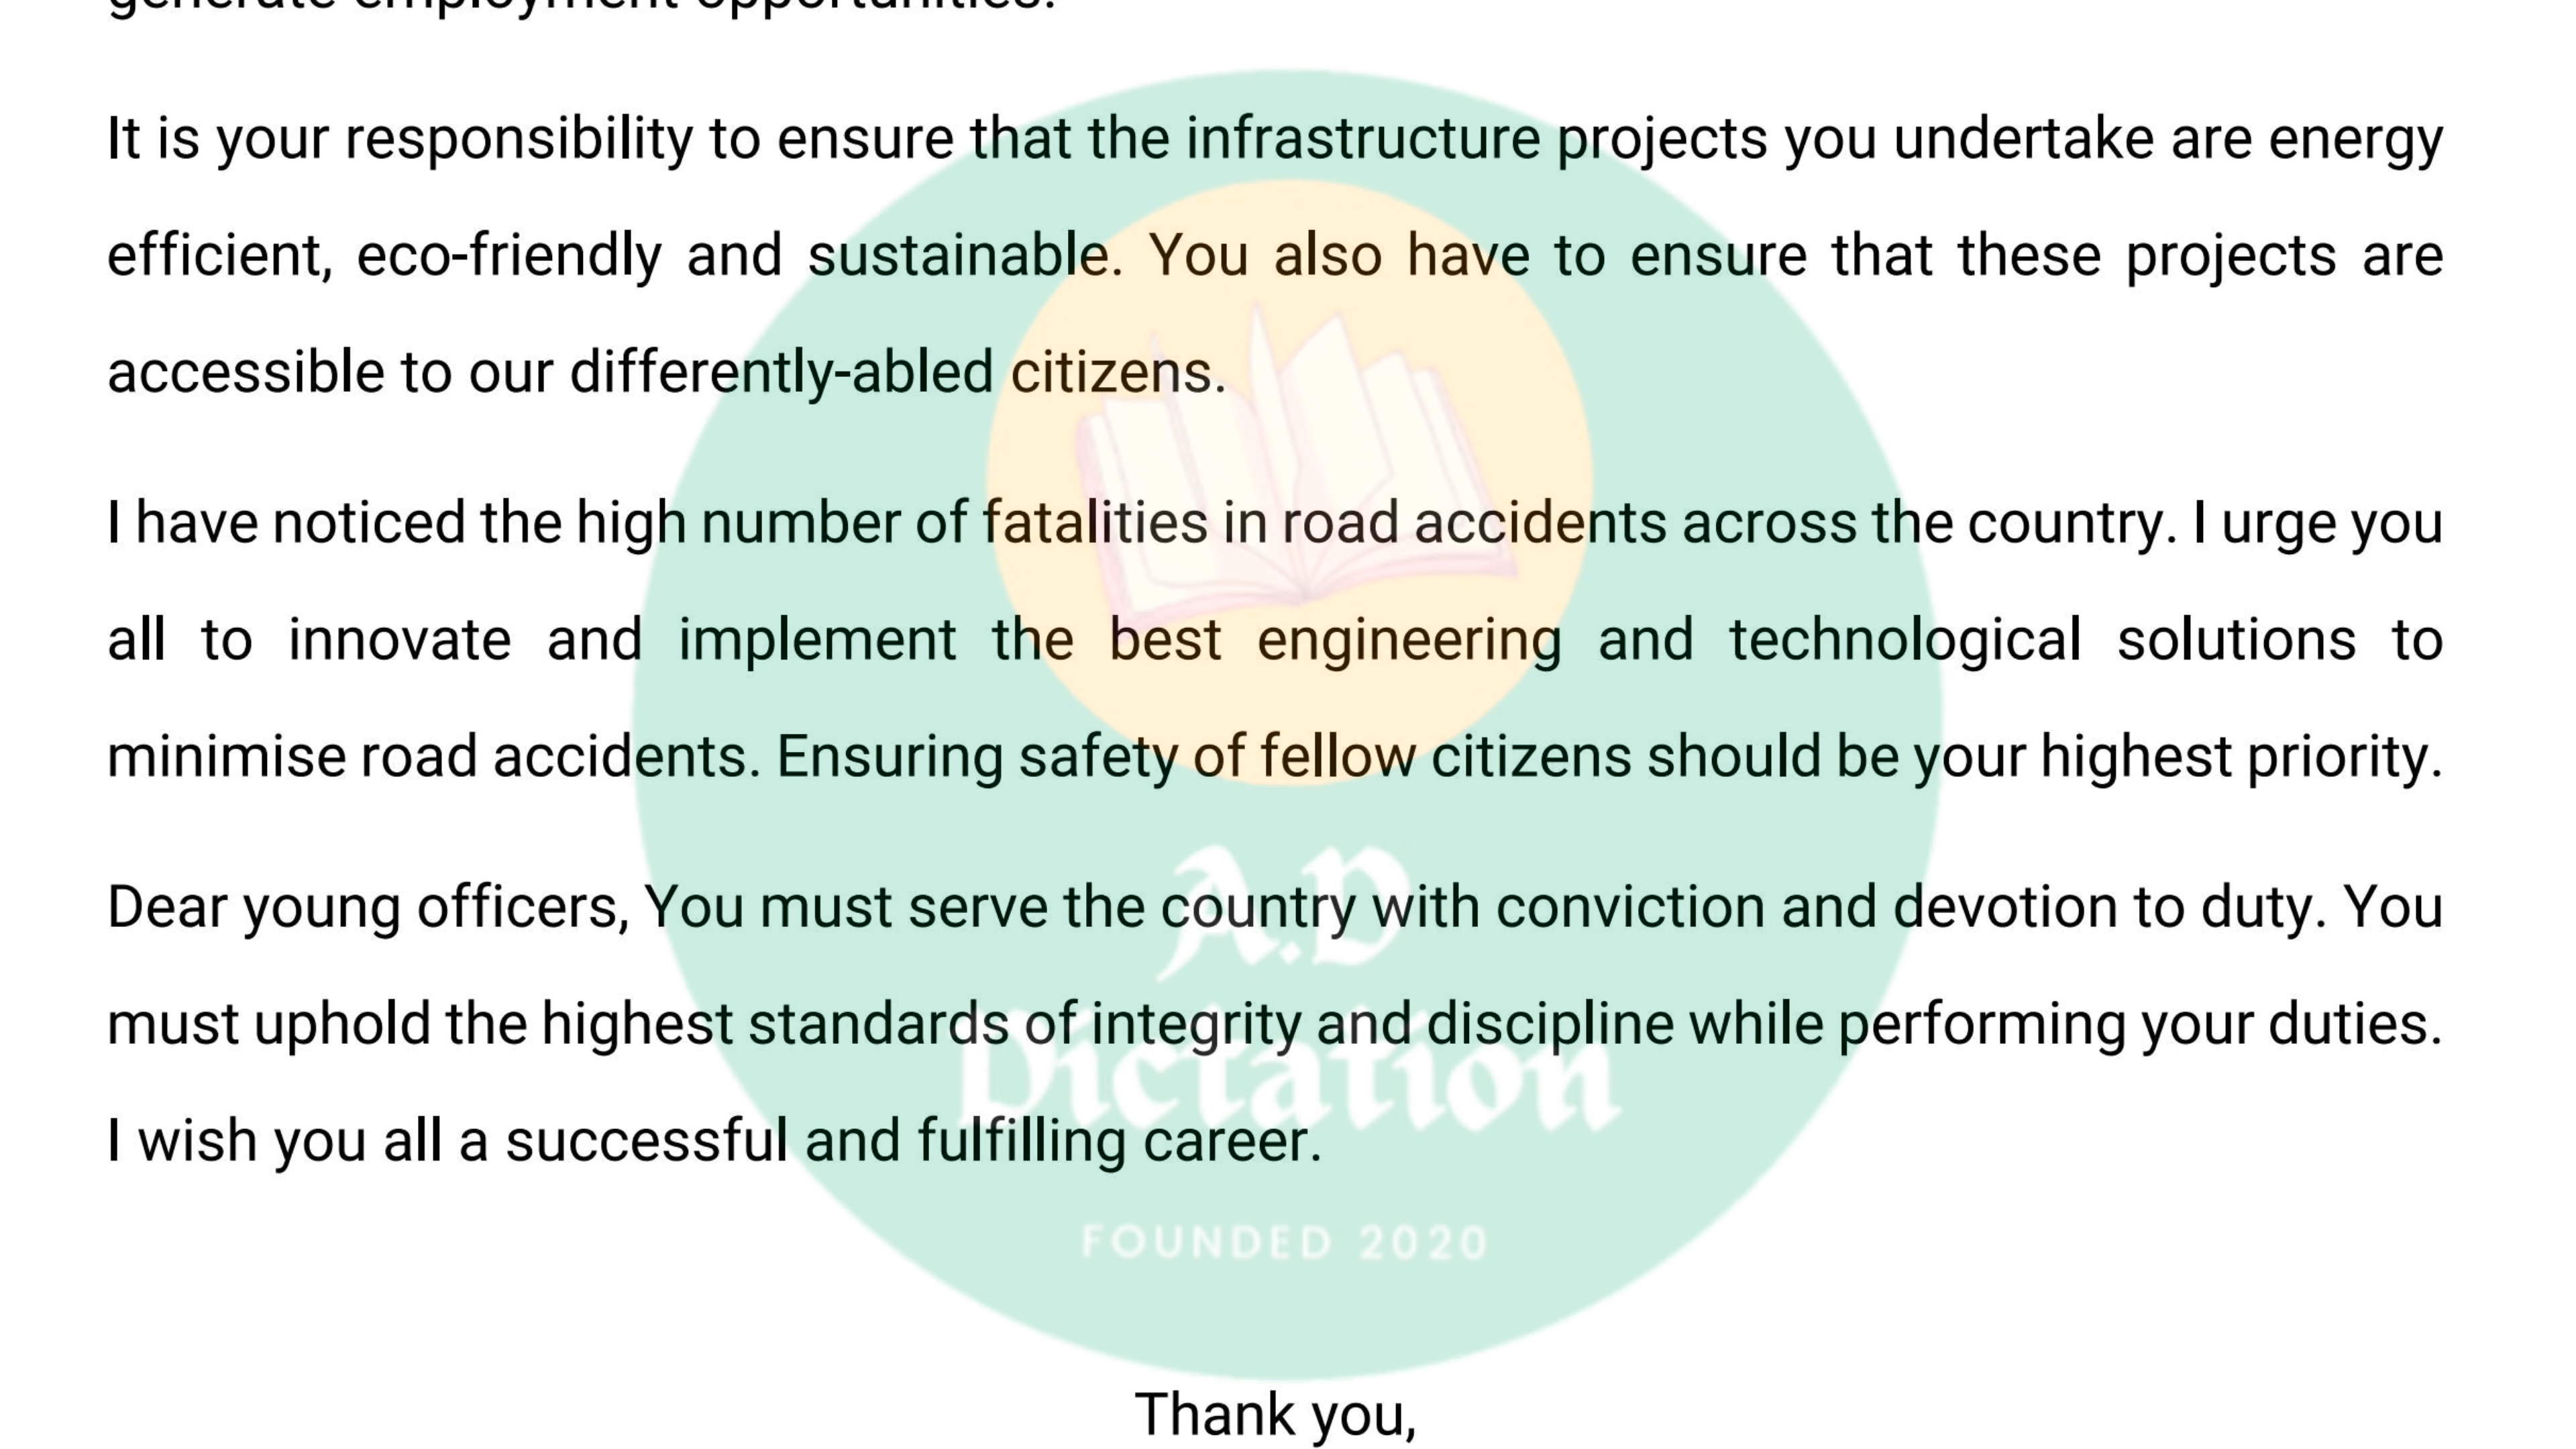 generate employment opportunities.
It is your responsibility to ensure that the infrastructure projects you undertake are energy
efficient, eco-friendly and sustainable. You also have to ensure that these projects are
accessible to our differently-abled citizens.
I have noticed the high number of fatalities in road accidents across the country. I urge you
all to innovate and implement the best engineering and technological solutions to
minimise road accidents. Ensuring safety of fellow citizens should be your highest priority.
Dear young officers, You must serve the country with conviction and devotion to duty. You
must uphold the highest standards of integrity and discipline while performing your duties.
I wish you all a successful and fulfilling career.
A.D
Dictation
FOUNDED 2020
Thank you,